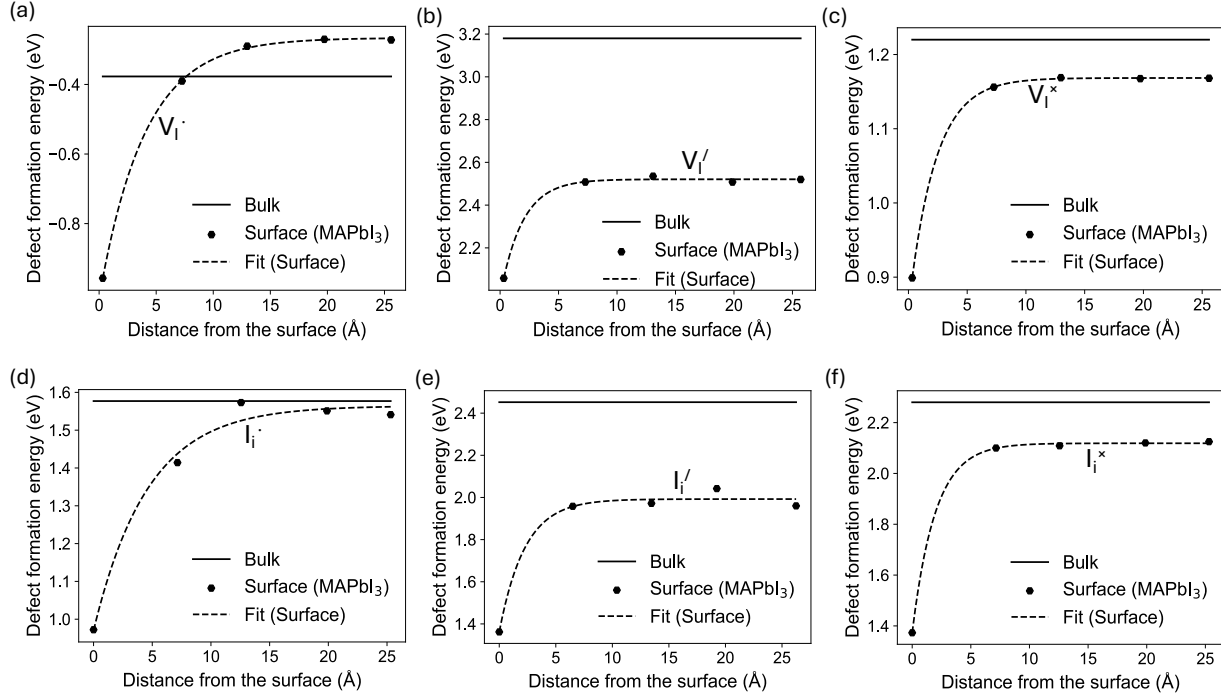 (a)
Defect formation energy (eV)
−0.4
−0.6
−0.8
V_I^·
Bulk
Surface (MAPbI₃)
Fit (Surface)
0 5 10 15 20 25
Distance from the surface (Å)
(b)
Defect formation energy (eV)
3.2
3.0
2.8
2.6
2.4
2.2
V_I^/
Bulk
Surface (MAPbI₃)
Fit (Surface)
0 5 10 15 20 25
Distance from the surface (Å)
(c)
Defect formation energy (eV)
1.2
1.1
1.0
0.9
V_I^×
Bulk
Surface (MAPbI₃)
Fit (Surface)
0 5 10 15 20 25
Distance from the surface (Å)
(d)
Defect formation energy (eV)
1.6
1.5
1.4
1.3
1.2
1.1
1.0
I_i^·
Bulk
Surface (MAPbI₃)
Fit (Surface)
0 5 10 15 20 25
Distance from the surface (Å)
(e)
Defect formation energy (eV)
2.4
2.2
2.0
1.8
1.6
1.4
I_i^/
Bulk
Surface (MAPbI₃)
Fit (Surface)
0 5 10 15 20 25
Distance from the surface (Å)
(f)
Defect formation energy (eV)
2.2
2.0
1.8
1.6
1.4
I_i^×
Bulk
Surface (MAPbI₃)
Fit (Surface)
0 5 10 15 20 25
Distance from the surface (Å)